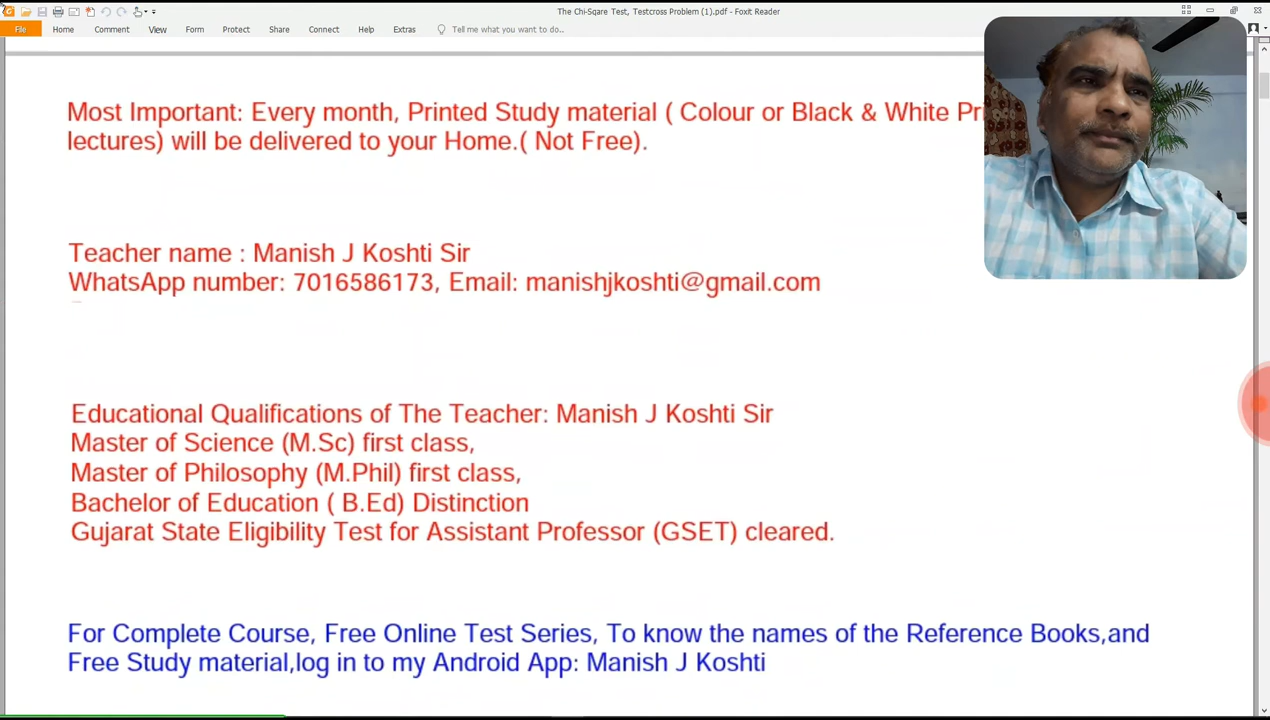 The Chi-Sqare Test, Testcross Problem (1).pdf - Foxit Reader
File Home Comment View Form Protect Share Connect Help Extras Tell me what you want to do...
Most Important: Every month, Printed Study material ( Colour or Black & White
lectures) will be delivered to your Home.( Not Free).
Teacher name : Manish J Koshti Sir
WhatsApp number: 7016586173, Email: manishjkoshti@gmail.com
Educational Qualifications of The Teacher: Manish J Koshti Sir
Master of Science (M.Sc) first class,
Master of Philosophy (M.Phil) first class,
Bachelor of Education ( B.Ed) Distinction
Gujarat State Eligibility Test for Assistant Professor (GSET) cleared.
For Complete Course, Free Online Test Series, To know the names of the Reference Books,and
Free Study material,log in to my Android App: Manish J Koshti